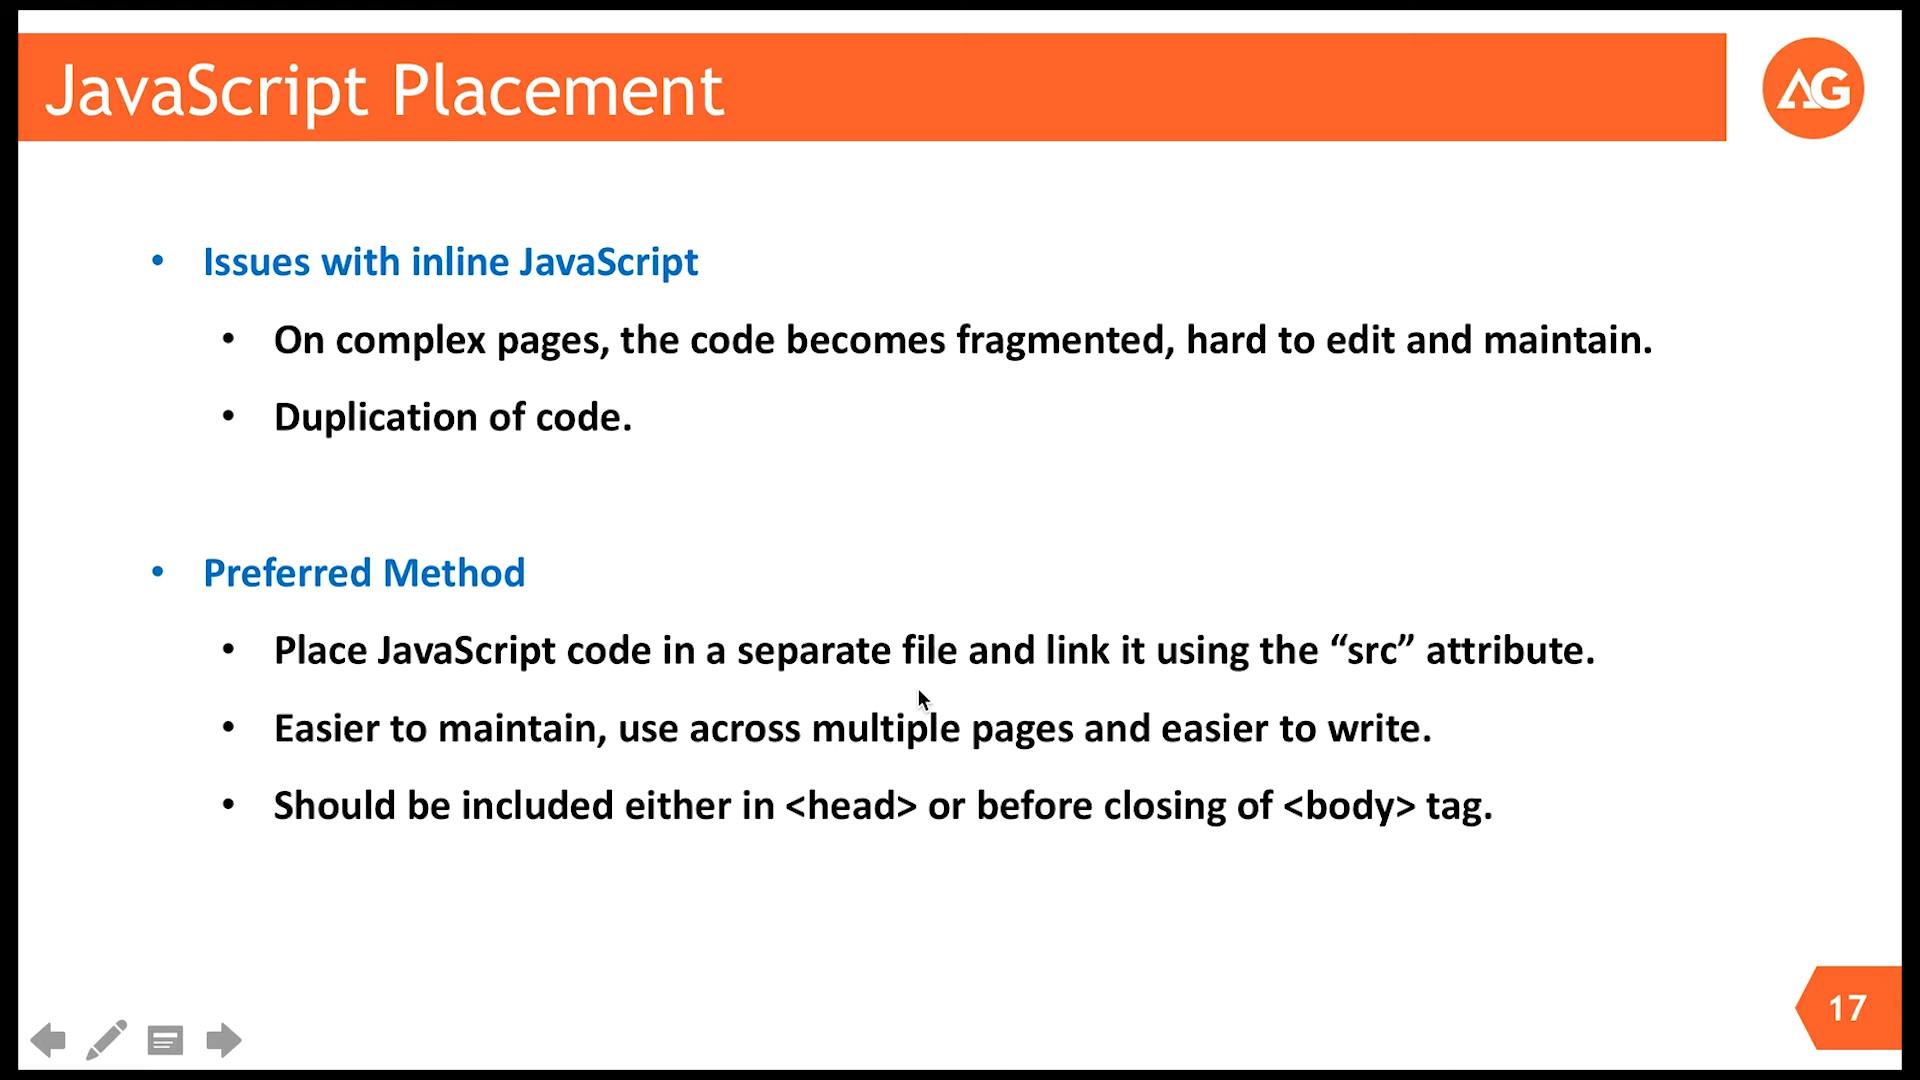 JavaScript Placement
AG
• Issues with inline JavaScript
• On complex pages, the code becomes fragmented, hard to edit and maintain.
• Duplication of code.
• Preferred Method
• Place JavaScript code in a separate file and link it using the “src” attribute.
• Easier to maintain, use across multiple pages and easier to write.
• Should be included either in <head> or before closing of <body> tag.
17